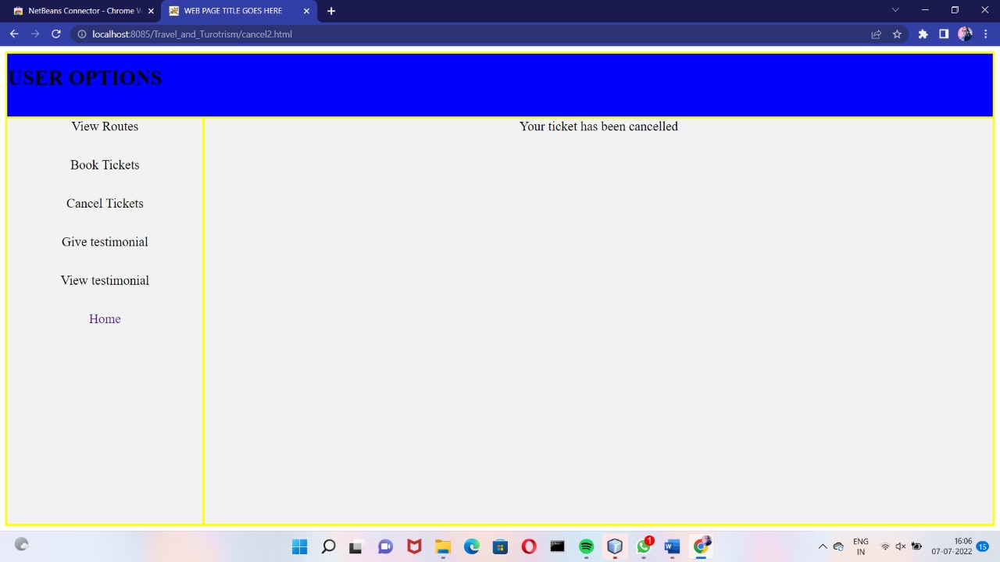 NetBeans Connector - Chrome W
WEB PAGE TITLE GOES HERE
localhost:8085/Travel_and_Turotrism/cancel2.html
USER OPTIONS
View Routes
Your ticket has been cancelled
Book Tickets
Cancel Tickets
Give testimonial
View testimonial
Home
1
ENG
IN
16:06
07-07-2022
15